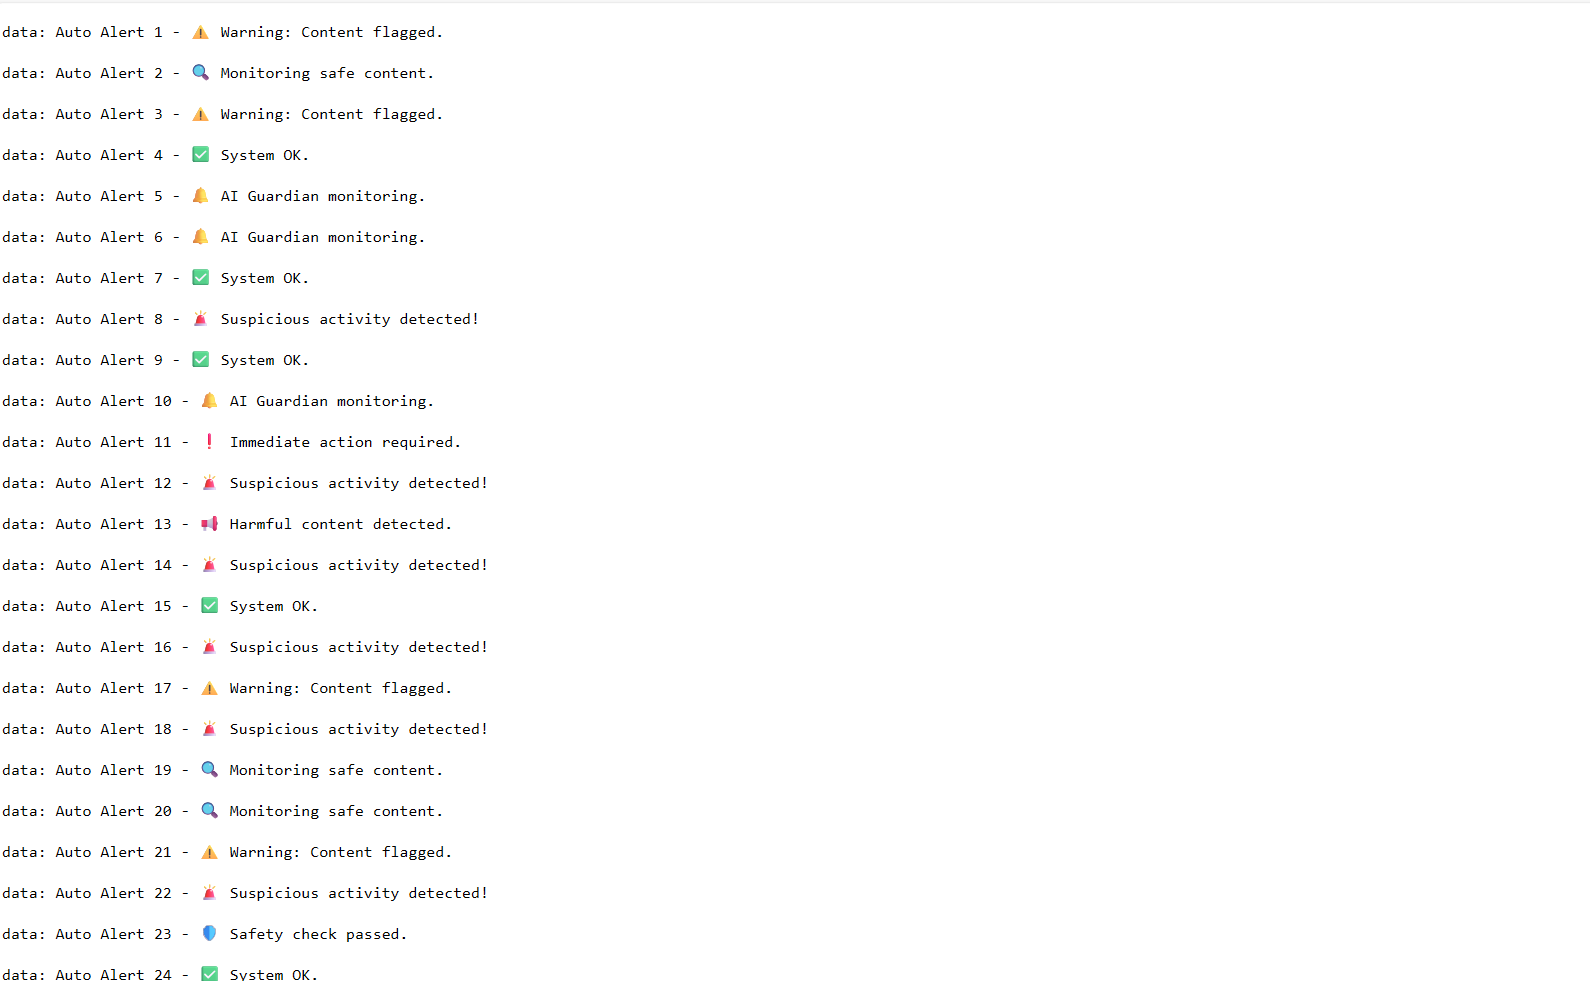 data: Auto Alert 1 - ⚠️ Warning: Content flagged.
data: Auto Alert 2 - 🔍 Monitoring safe content.
data: Auto Alert 3 - ⚠️ Warning: Content flagged.
data: Auto Alert 4 - ✅ System OK.
data: Auto Alert 5 - 🔔 AI Guardian monitoring.
data: Auto Alert 6 - 🔔 AI Guardian monitoring.
data: Auto Alert 7 - ✅ System OK.
data: Auto Alert 8 - 🚨 Suspicious activity detected!
data: Auto Alert 9 - ✅ System OK.
data: Auto Alert 10 - 🔔 AI Guardian monitoring.
data: Auto Alert 11 - ❗ Immediate action required.
data: Auto Alert 12 - 🚨 Suspicious activity detected!
data: Auto Alert 13 - 📢 Harmful content detected.
data: Auto Alert 14 - 🚨 Suspicious activity detected!
data: Auto Alert 15 - ✅ System OK.
data: Auto Alert 16 - 🚨 Suspicious activity detected!
data: Auto Alert 17 - ⚠️ Warning: Content flagged.
data: Auto Alert 18 - 🚨 Suspicious activity detected!
data: Auto Alert 19 - 🔍 Monitoring safe content.
data: Auto Alert 20 - 🔍 Monitoring safe content.
data: Auto Alert 21 - ⚠️ Warning: Content flagged.
data: Auto Alert 22 - 🚨 Suspicious activity detected!
data: Auto Alert 23 - 🛡️ Safety check passed.
data: Auto Alert 24 - ✅ System OK.